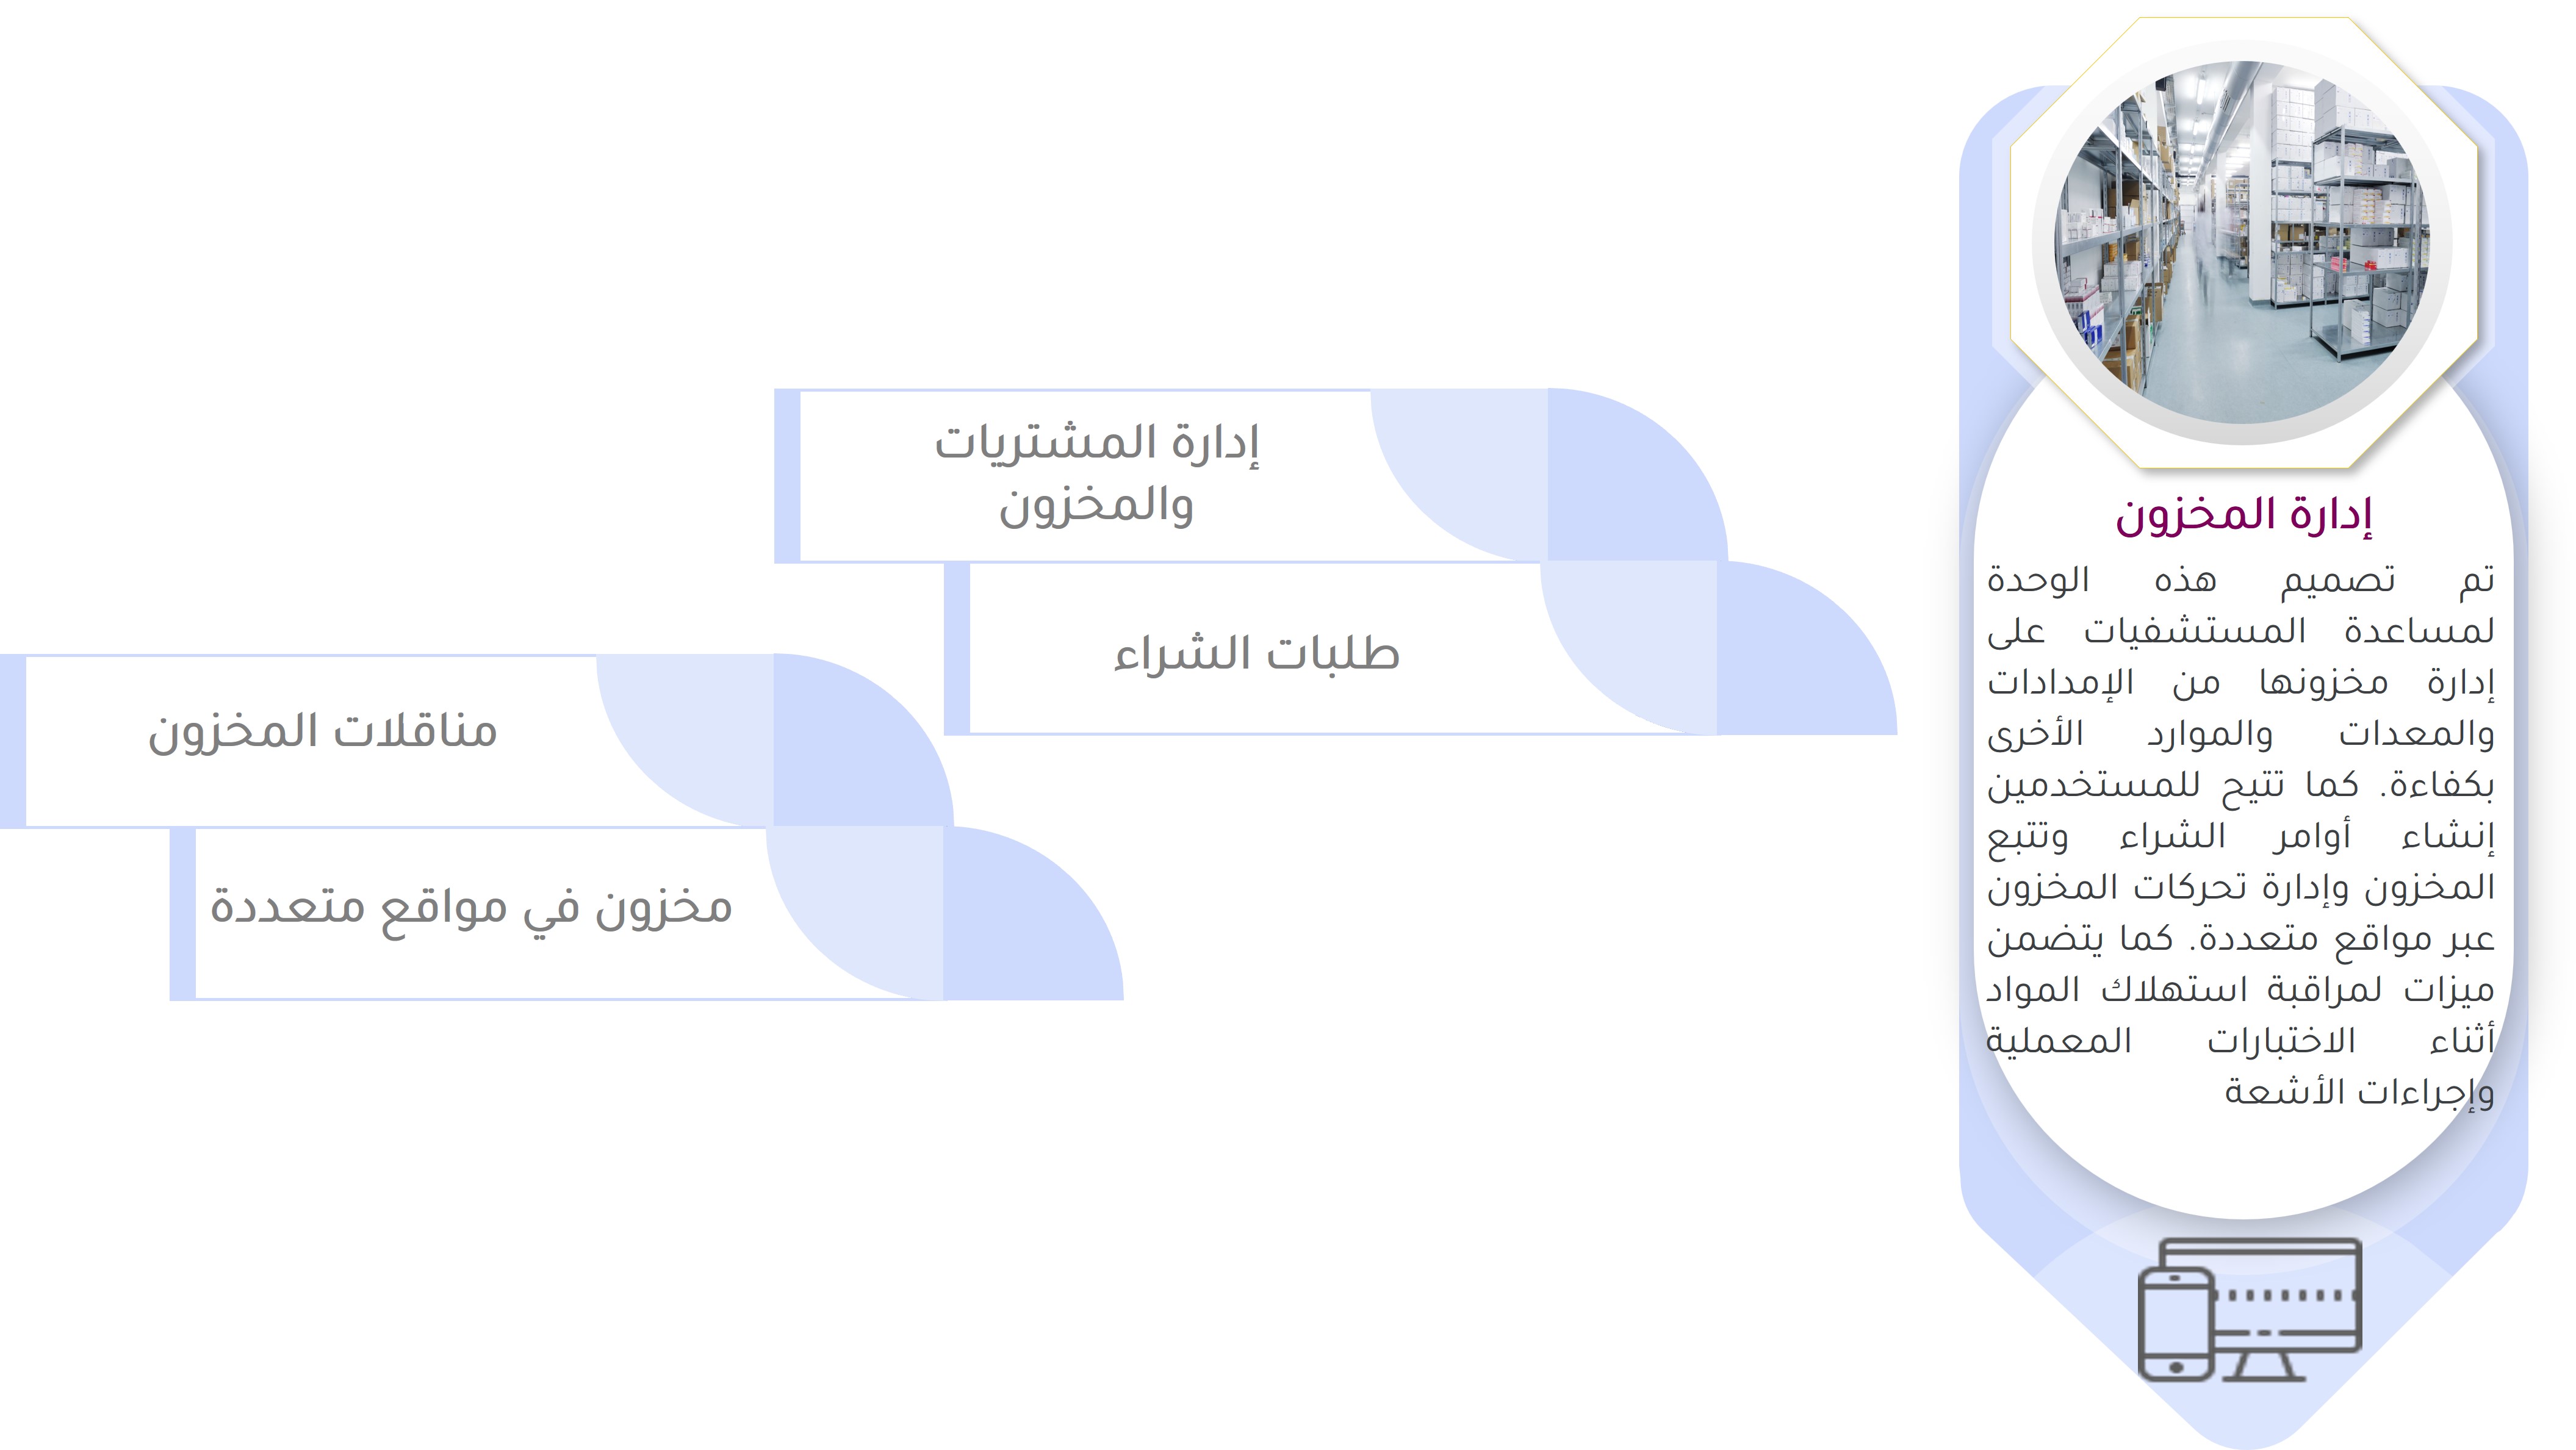 إدارة المخزون
تم تصميم هذه الوحدة
لمساعدة المستشفيات على
إدارة مخزونها من الإمدادات
والمعدات والموارد الأخرى
بكفاءة. كما تتيح للمستخدمين
إنشاء أوامر الشراء وتتبع
المخزون وإدارة تحركات المخزون
عبر مواقع متعددة. كما يتضمن
ميزات لمراقبة استهلاك المواد
أثناء الاختبارات المعملية
وإجراءات الأشعة
إدارة المشتريات
والمخزون
طلبات الشراء
مناقلات المخزون
مخزون في مواقع متعددة